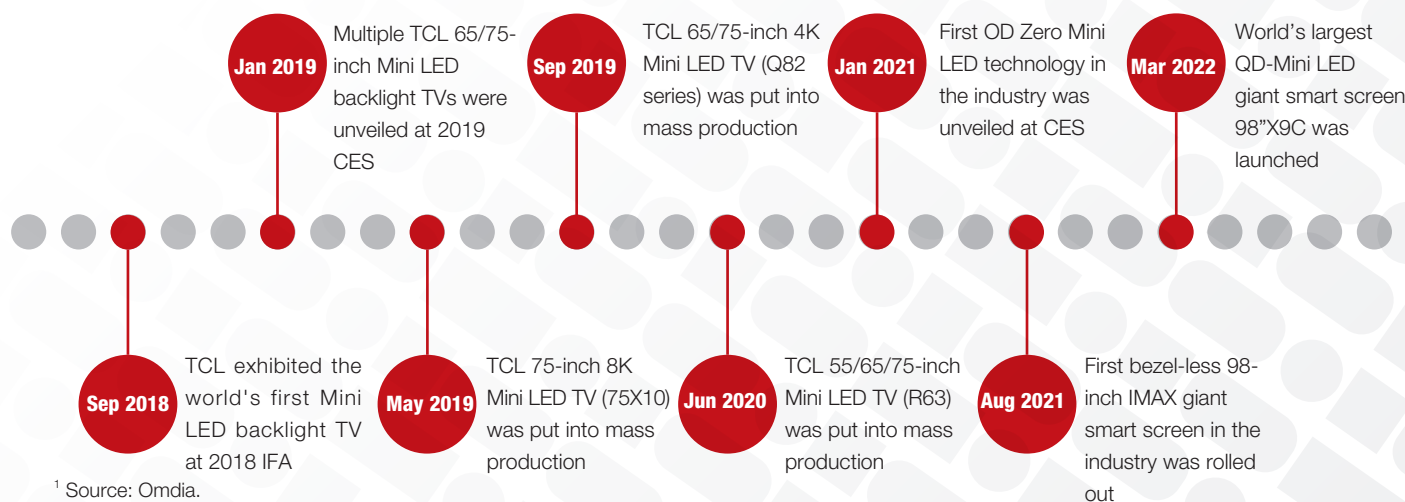 Jan 2019
Multiple TCL 65/75-
inch Mini LED
backlight TVs were
unveiled at 2019
CES
Sep 2019
TCL 65/75-inch 4K
Mini LED TV (Q82
series) was put into
mass production
Jan 2021
First OD Zero Mini
LED technology in
the industry was
unveiled at CES
Mar 2022
World’s largest
QD-Mini LED
giant smart screen
98”X9C was
launched
Sep 2018
TCL exhibited the
world's first Mini
LED backlight TV
at 2018 IFA
May 2019
TCL 75-inch 8K
Mini LED TV (75X10)
was put into mass
production
Jun 2020
TCL 55/65/75-inch
Mini LED TV (R63)
was put into mass
production
Aug 2021
First bezel-less 98-
inch IMAX giant
smart screen in the
industry was rolled
out
1 Source: Omdia.